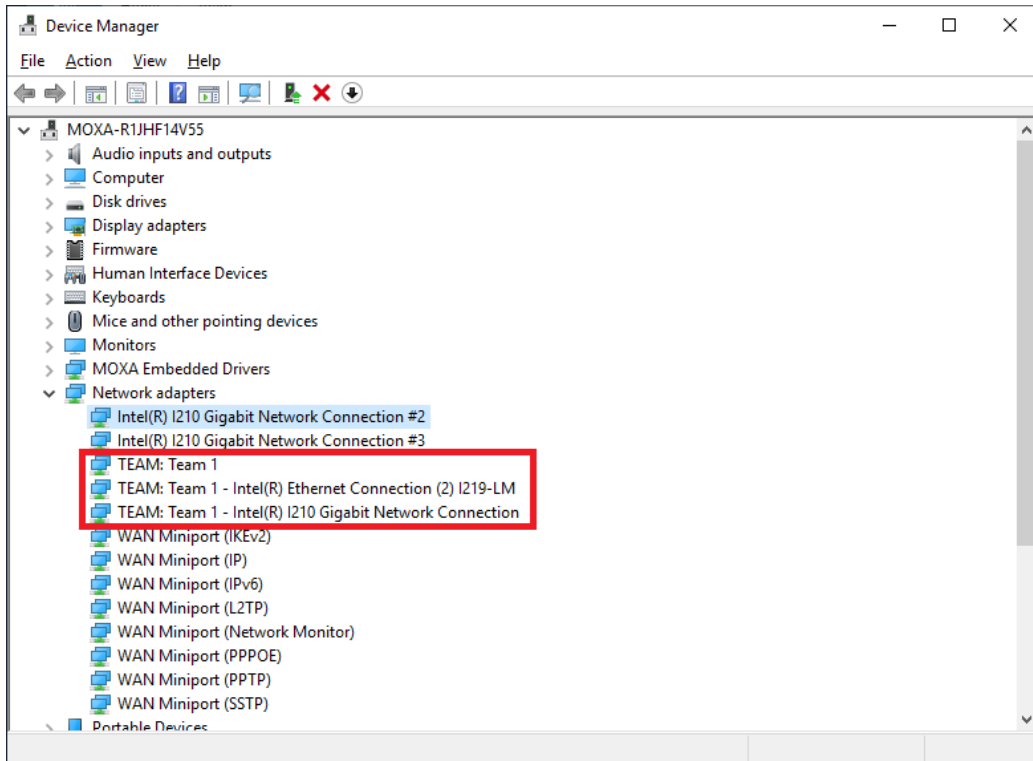 Device Manager
File Action View Help
MOXA-R1JHF14V55
Audio inputs and outputs
Computer
Disk drives
Display adapters
Firmware
Human Interface Devices
Keyboards
Mice and other pointing devices
Monitors
MOXA Embedded Drivers
Network adapters
Intel(R) I210 Gigabit Network Connection #2
Intel(R) I210 Gigabit Network Connection #3
TEAM: Team 1
TEAM: Team 1 - Intel(R) Ethernet Connection (2) I219-LM
TEAM: Team 1 - Intel(R) I210 Gigabit Network Connection
WAN Miniport (IKEv2)
WAN Miniport (IP)
WAN Miniport (IPv6)
WAN Miniport (L2TP)
WAN Miniport (Network Monitor)
WAN Miniport (PPPOE)
WAN Miniport (PPTP)
WAN Miniport (SSTP)
Portable Devices